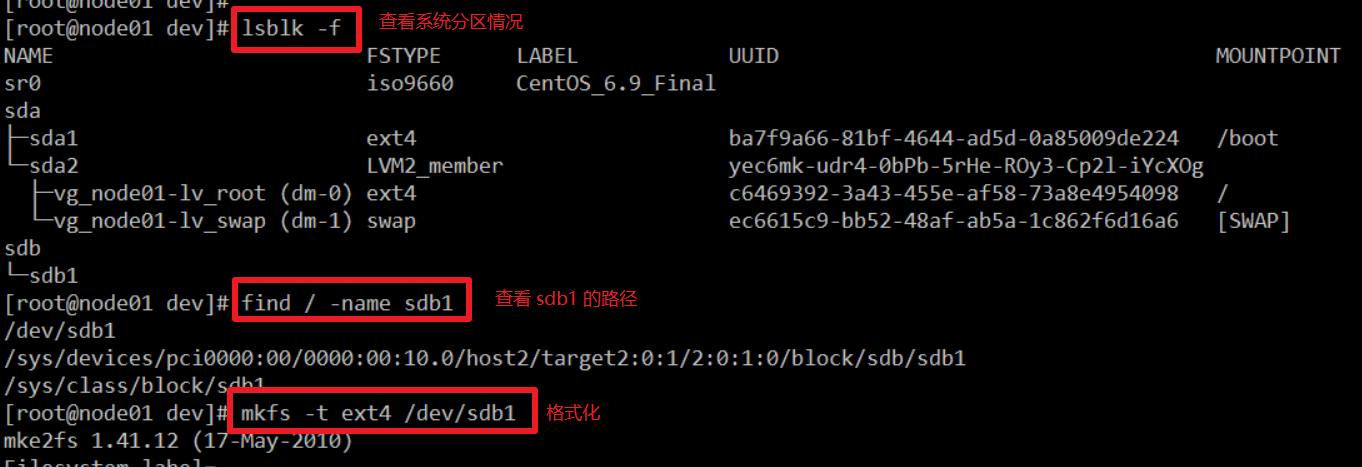 [root@node01 dev]#
[root@node01 dev]# lsblk -f 查看系统分区情况
NAME FSTYPE LABEL UUID MOUNTPOINT
sr0 iso9660 CentOS_6.9_Final
sda
├─sda1 ext4 ba7f9a66-81bf-4644-ad5d-0a85009de224 /boot
└─sda2 LVM2_member yec6mk-udr4-0bPb-5rHe-ROy3-Cp2l-iYcXOg
├─vg_node01-lv_root (dm-0) ext4 c6469392-3a43-455e-af58-73a8e4954098 /
└─vg_node01-lv_swap (dm-1) swap ec6615c9-bb52-48af-ab5a-1c862f6d16a6 [SWAP]
sdb
└─sdb1
[root@node01 dev]# find / -name sdb1 查看 sdb1 的路径
/dev/sdb1
/sys/devices/pci0000:00/0000:00:10.0/host2/target2:0:1/2:0:1:0/block/sdb/sdb1
/sys/class/block/sdb1
[root@node01 dev]# mkfs -t ext4 /dev/sdb1 格式化
mke2fs 1.41.12 (17-May-2010)
Filesystem label=